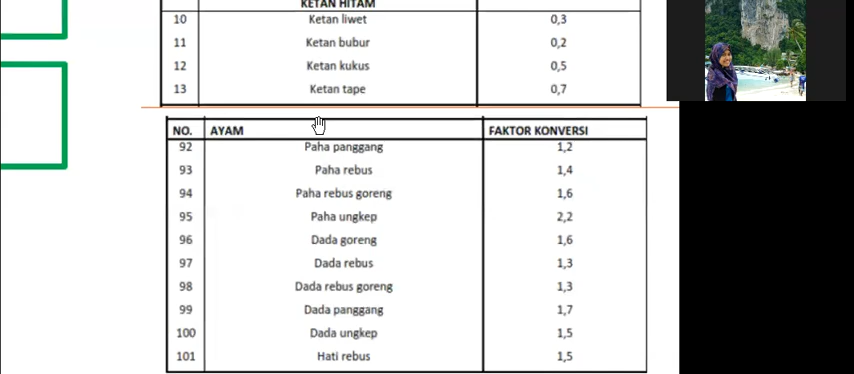 KETAN HITAM
10 Ketan liwet 0,3
11 Ketan bubur 0,2
12 Ketan kukus 0,5
13 Ketan tape 0,7
NO. AYAM FAKTOR KONVERSI
92 Paha panggang 1,2
93 Paha rebus 1,4
94 Paha rebus goreng 1,6
95 Paha ungkep 2,2
96 Dada goreng 1,6
97 Dada rebus 1,3
98 Dada rebus goreng 1,3
99 Dada panggang 1,7
100 Dada ungkep 1,5
101 Hati rebus 1,5